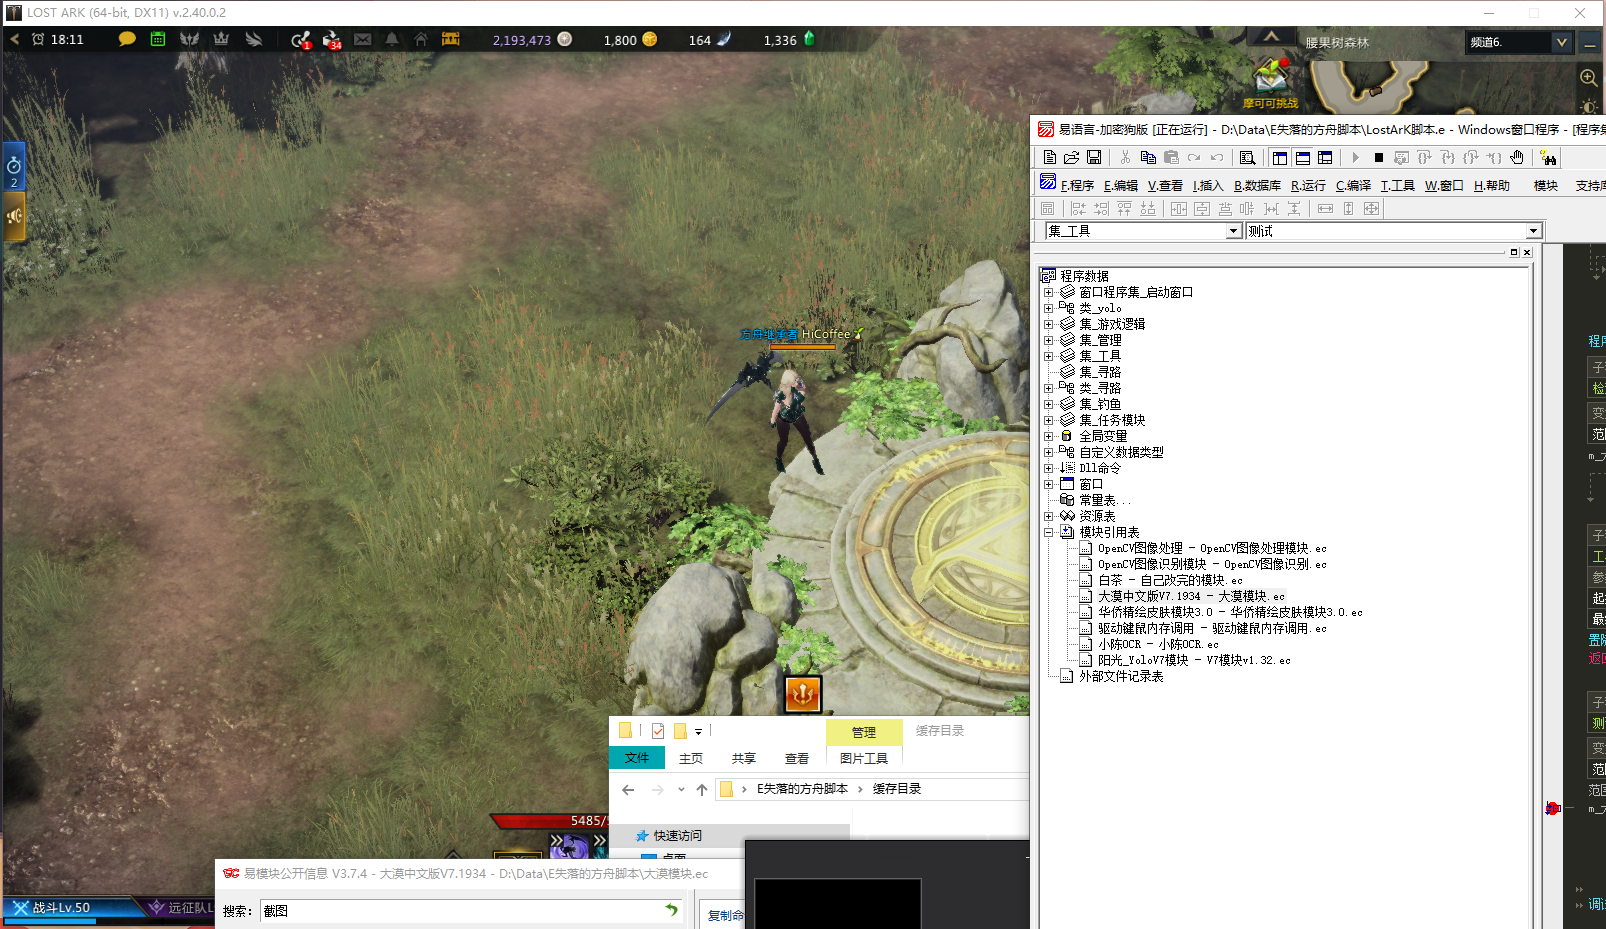 LOST ARK (64-bit, DX11) v.2.40.0.2
18:11
1
34
2,193,473
1,800
164
1,336
腰果树森林
频道6.
摩可可挑战
2
方舟继承者 HiCoffee
5485/
战斗Lv.50
远征队L
易语言-加密狗版 [正在运行] - D:\Data\E失落的方舟脚本\LostArK脚本.e - Windows窗口程序 - [程序集
F.程序 E.编辑 V.查看 I.插入 B.数据库 R.运行 C.编译 T.工具 W.窗口 H.帮助 模块 支持库
集_工具
测试
程序数据
窗口程序集_启动窗口
类_yolo
集_游戏逻辑
集_管理
集_工具
集_寻路
类_寻路
集_钓鱼
集_任务模块
全局变量
自定义数据类型
Dll命令
窗口
常量表...
资源表
模块引用表
OpenCV图像处理 - OpenCV图像处理模块.ec
OpenCV图像识别模块 - OpenCV图像识别.ec
白茶 - 自己改完的模块.ec
大漠中文版V7.1934 - 大漠模块.ec
华侨精绘皮肤模块3.0 - 华侨精绘皮肤模块3.0.ec
驱动键鼠内存调用 - 驱动键鼠内存调用.ec
小陈OCR - 小陈OCR.ec
阳光_YoloV7模块 - V7模块v1.32.ec
外部文件记录表
程序
子
检
变
范围
m_
子
工
参
起
最
置
返回
子
测
变
范围
范围
m_
调
管理
缓存目录
文件 主页 共享 查看 图片工具
E失落的方舟脚本 缓存目录
快速访问
桌面
易模块公开信息 V3.7.4 - 大漠中文版V7.1934 - D:\Data\E失落的方舟脚本\大漠模块.ec
搜索: 截图
复制命